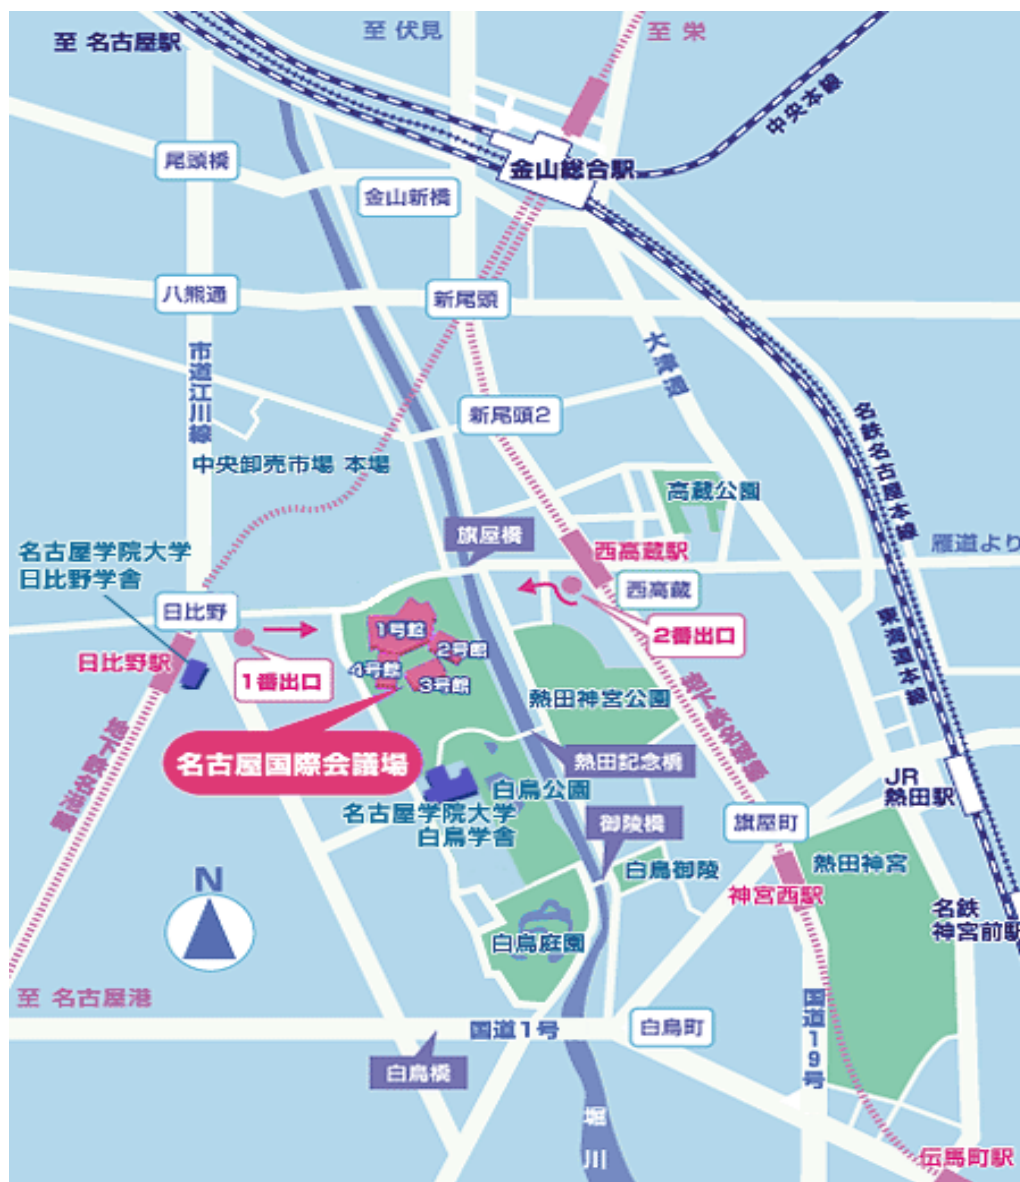 至 伏見
至 栄
至 名古屋駅
中央本線
尾頭橋
金山総合駅
金山新橋
八熊通
新尾頭
市道江川線
大津通
新尾頭2
名鉄名古屋本線
中央卸売市場 本場
高蔵公園
旗屋橋
雁道より
名古屋学院大学
日比野学舎
西高蔵駅
西高蔵
日比野
1号館
2号館
2番出口
東海道本線
日比野駅
4号館
3号館
1番出口
熱田神宮公園
地下鉄名城線
名古屋国際会議場
熱田記念橋
地下鉄名港線
JR
熱田駅
白鳥公園
名古屋学院大学
白鳥学舎
御陵橋
旗屋町
熱田神宮
白鳥御陵
神宮西駅
N
名鉄
神宮前駅
白鳥庭園
至 名古屋港
国道1号
白鳥町
国道19号
白鳥橋
堀川
伝馬町駅